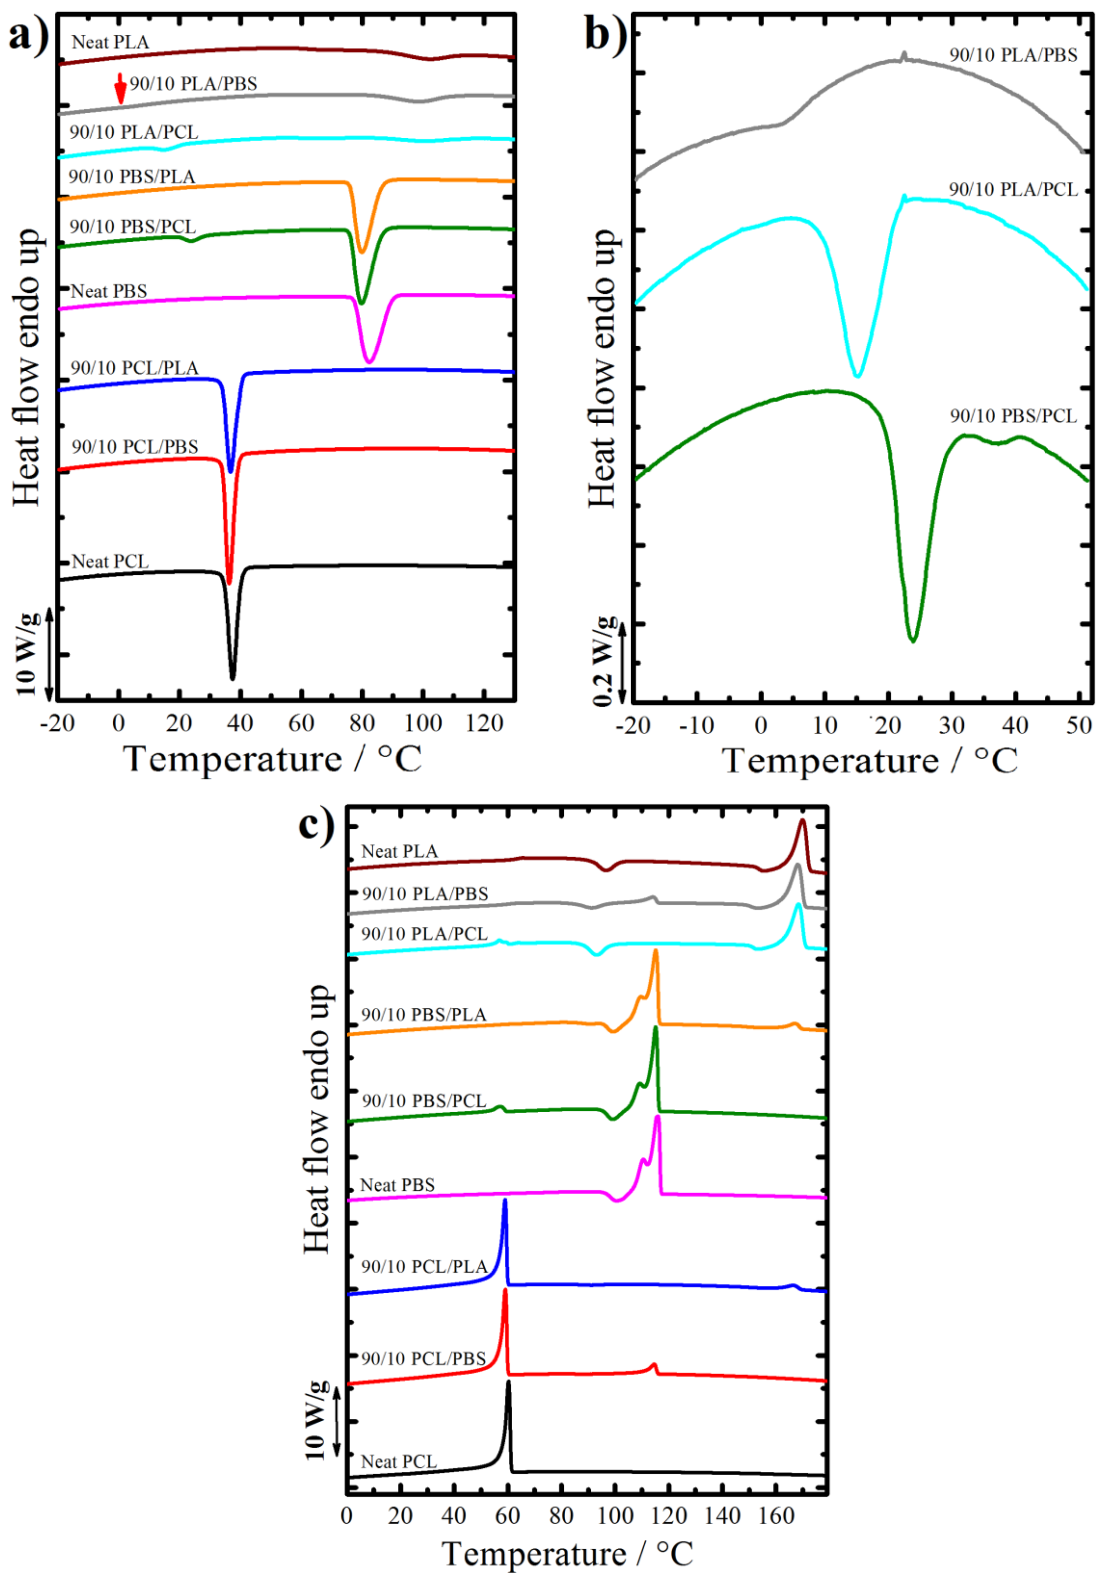 a)
Neat PLA
90/10 PLA/PBS
90/10 PLA/PCL
90/10 PBS/PLA
90/10 PBS/PCL
Neat PBS
90/10 PCL/PLA
90/10 PCL/PBS
Neat PCL
Heat flow endo up
10 W/g
-20 0 20 40 60 80 100 120
Temperature / °C
b)
90/10 PLA/PBS
90/10 PLA/PCL
90/10 PBS/PCL
Heat flow endo up
0.2 W/g
-20 -10 0 10 20 30 40 50
Temperature / °C
c)
Neat PLA
90/10 PLA/PBS
90/10 PLA/PCL
90/10 PBS/PLA
90/10 PBS/PCL
Neat PBS
90/10 PCL/PLA
90/10 PCL/PBS
Neat PCL
Heat flow endo up
10 W/g
0 20 40 60 80 100 120 140 160
Temperature / °C